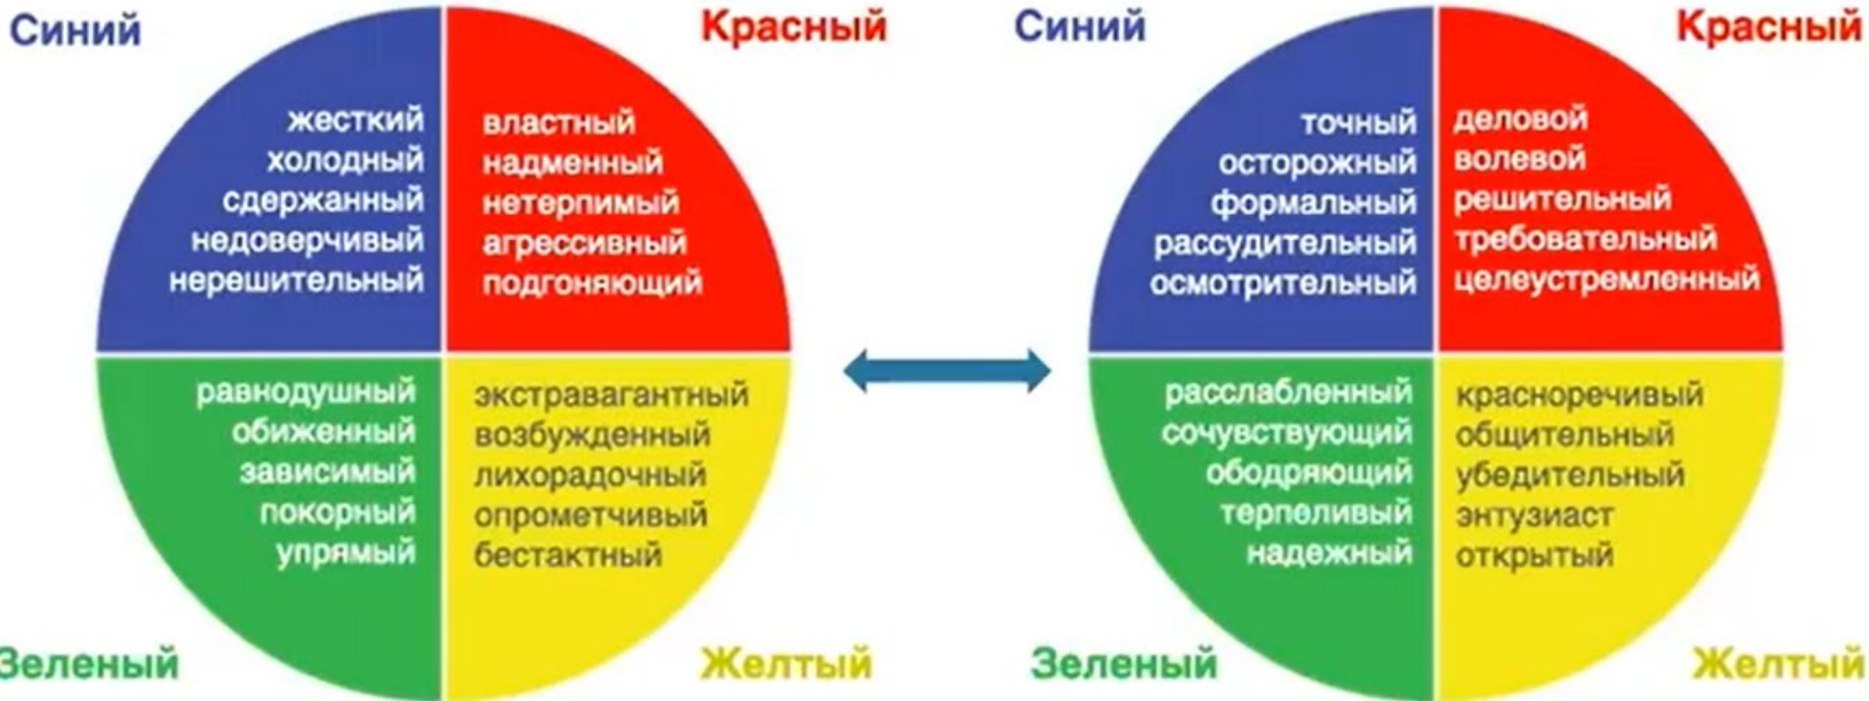 Синий
Красный
жесткий
холодный
сдержанный
недоверчивый
нерешительный
властный
надменный
нетерпимый
агрессивный
подгоняющий
равнодушный
обиженный
зависимый
покорный
упрямый
экстравагантный
возбужденный
лихорадочный
опрометчивый
бестактный
Зеленый
Желтый
Синий
Красный
точный
осторожный
формальный
рассудительный
осмотрительный
деловой
волевой
решительный
требовательный
целеустремленный
расслабленный
сочувствующий
ободряющий
терпеливый
надежный
красноречивый
общительный
убедительный
энтузиаст
открытый
Зеленый
Желтый